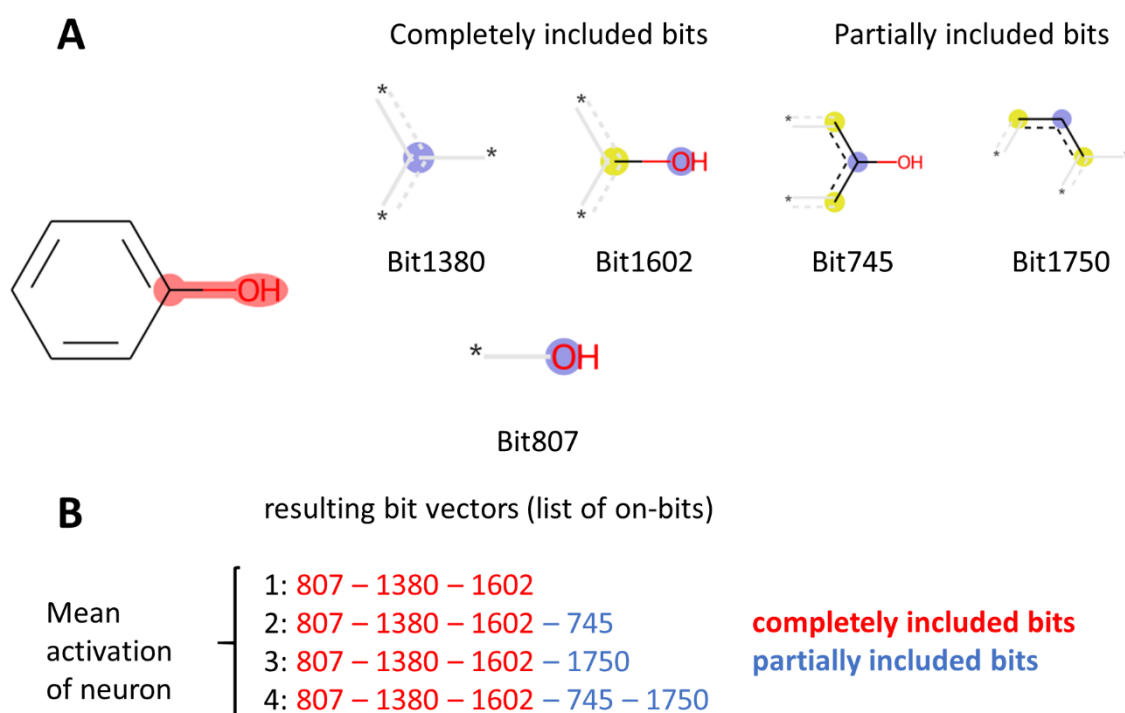 A
Completely included bits
Partially included bits
*
*
*
*
*
OH
*
*
OH
*
*
*
Bit1380
Bit1602
Bit745
Bit1750
OH
* OH
Bit807
B
resulting bit vectors (list of on-bits)
Mean
activation
of neuron
1: 807 – 1380 – 1602
2: 807 – 1380 – 1602 – 745
3: 807 – 1380 – 1602 – 1750
4: 807 – 1380 – 1602 – 745 – 1750
completely included bits
partially included bits